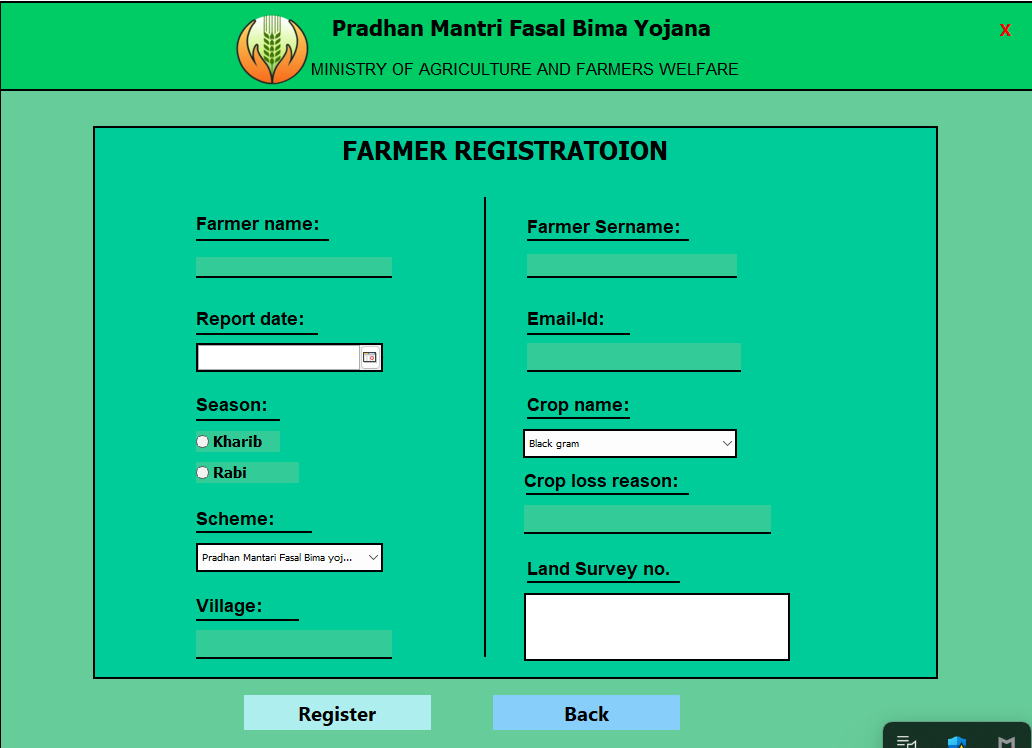 Pradhan Mantri Fasal Bima Yojana
X
MINISTRY OF AGRICULTURE AND FARMERS WELFARE
FARMER REGISTRATOION
Farmer name:
Report date:
Season:
Kharib
Rabi
Scheme:
Pradhan Mantari Fasal Bima yoj...
Village:
Farmer Sername:
Email-Id:
Crop name:
Black gram
Crop loss reason:
Land Survey no.
Register
Back